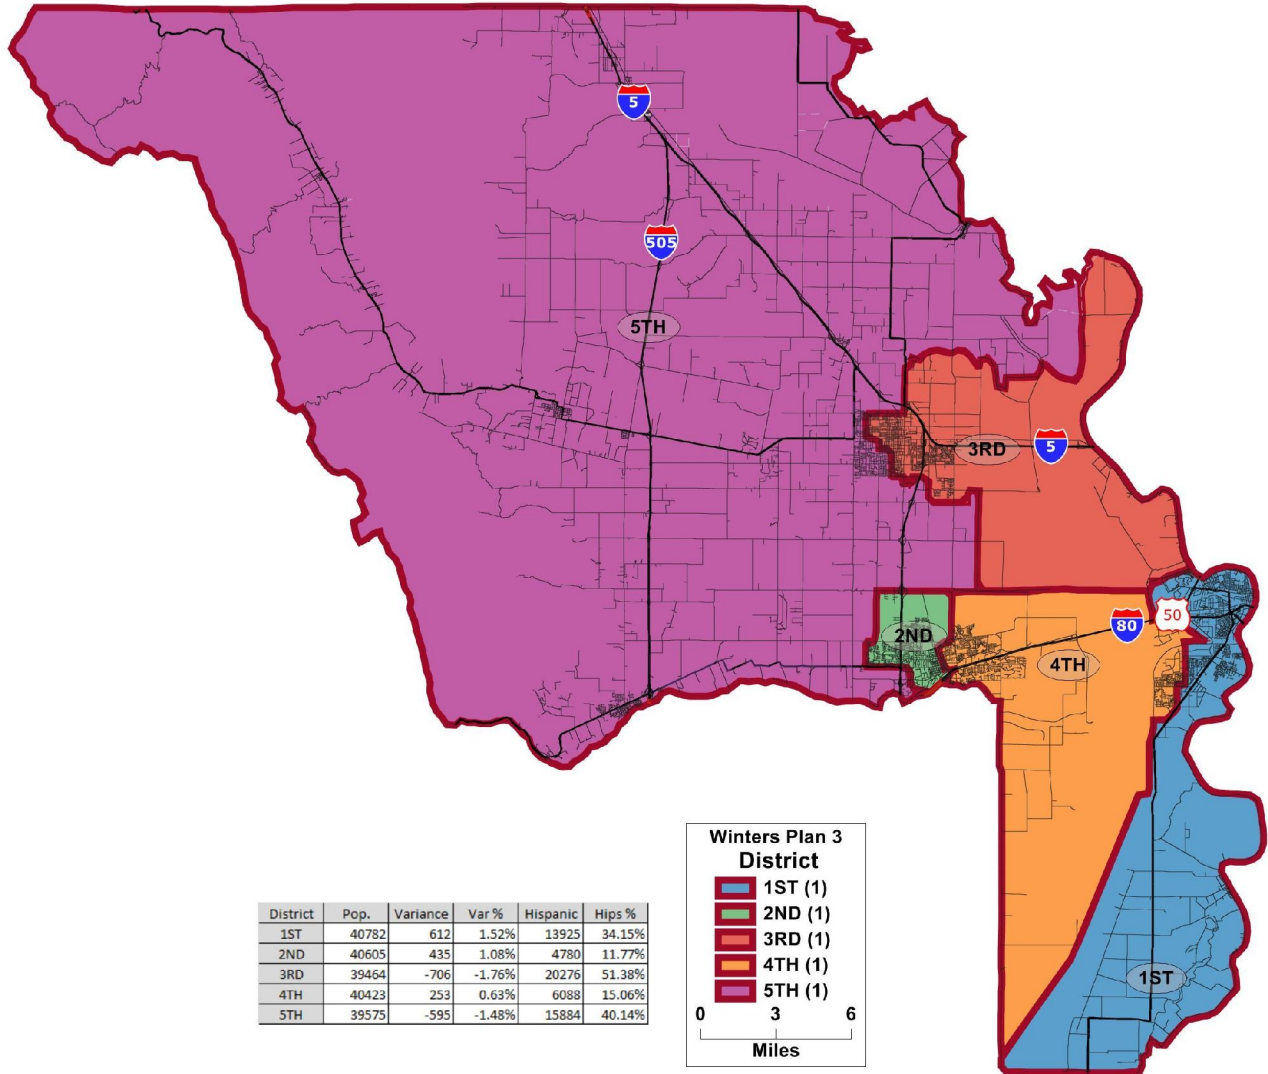 5
505
5TH
3RD
5
50
80
2ND
4TH
1ST
Winters Plan 3
District
1ST (1)
2ND (1)
3RD (1)
4TH (1)
5TH (1)
0 3 6
Miles
District Pop. Variance Var % Hispanic Hips %
1ST 40782 612 1.52% 13925 34.15%
2ND 40605 435 1.08% 4780 11.77%
3RD 39464 -706 -1.76% 20276 51.38%
4TH 40423 253 0.63% 6088 15.06%
5TH 39575 -595 -1.48% 15884 40.14%